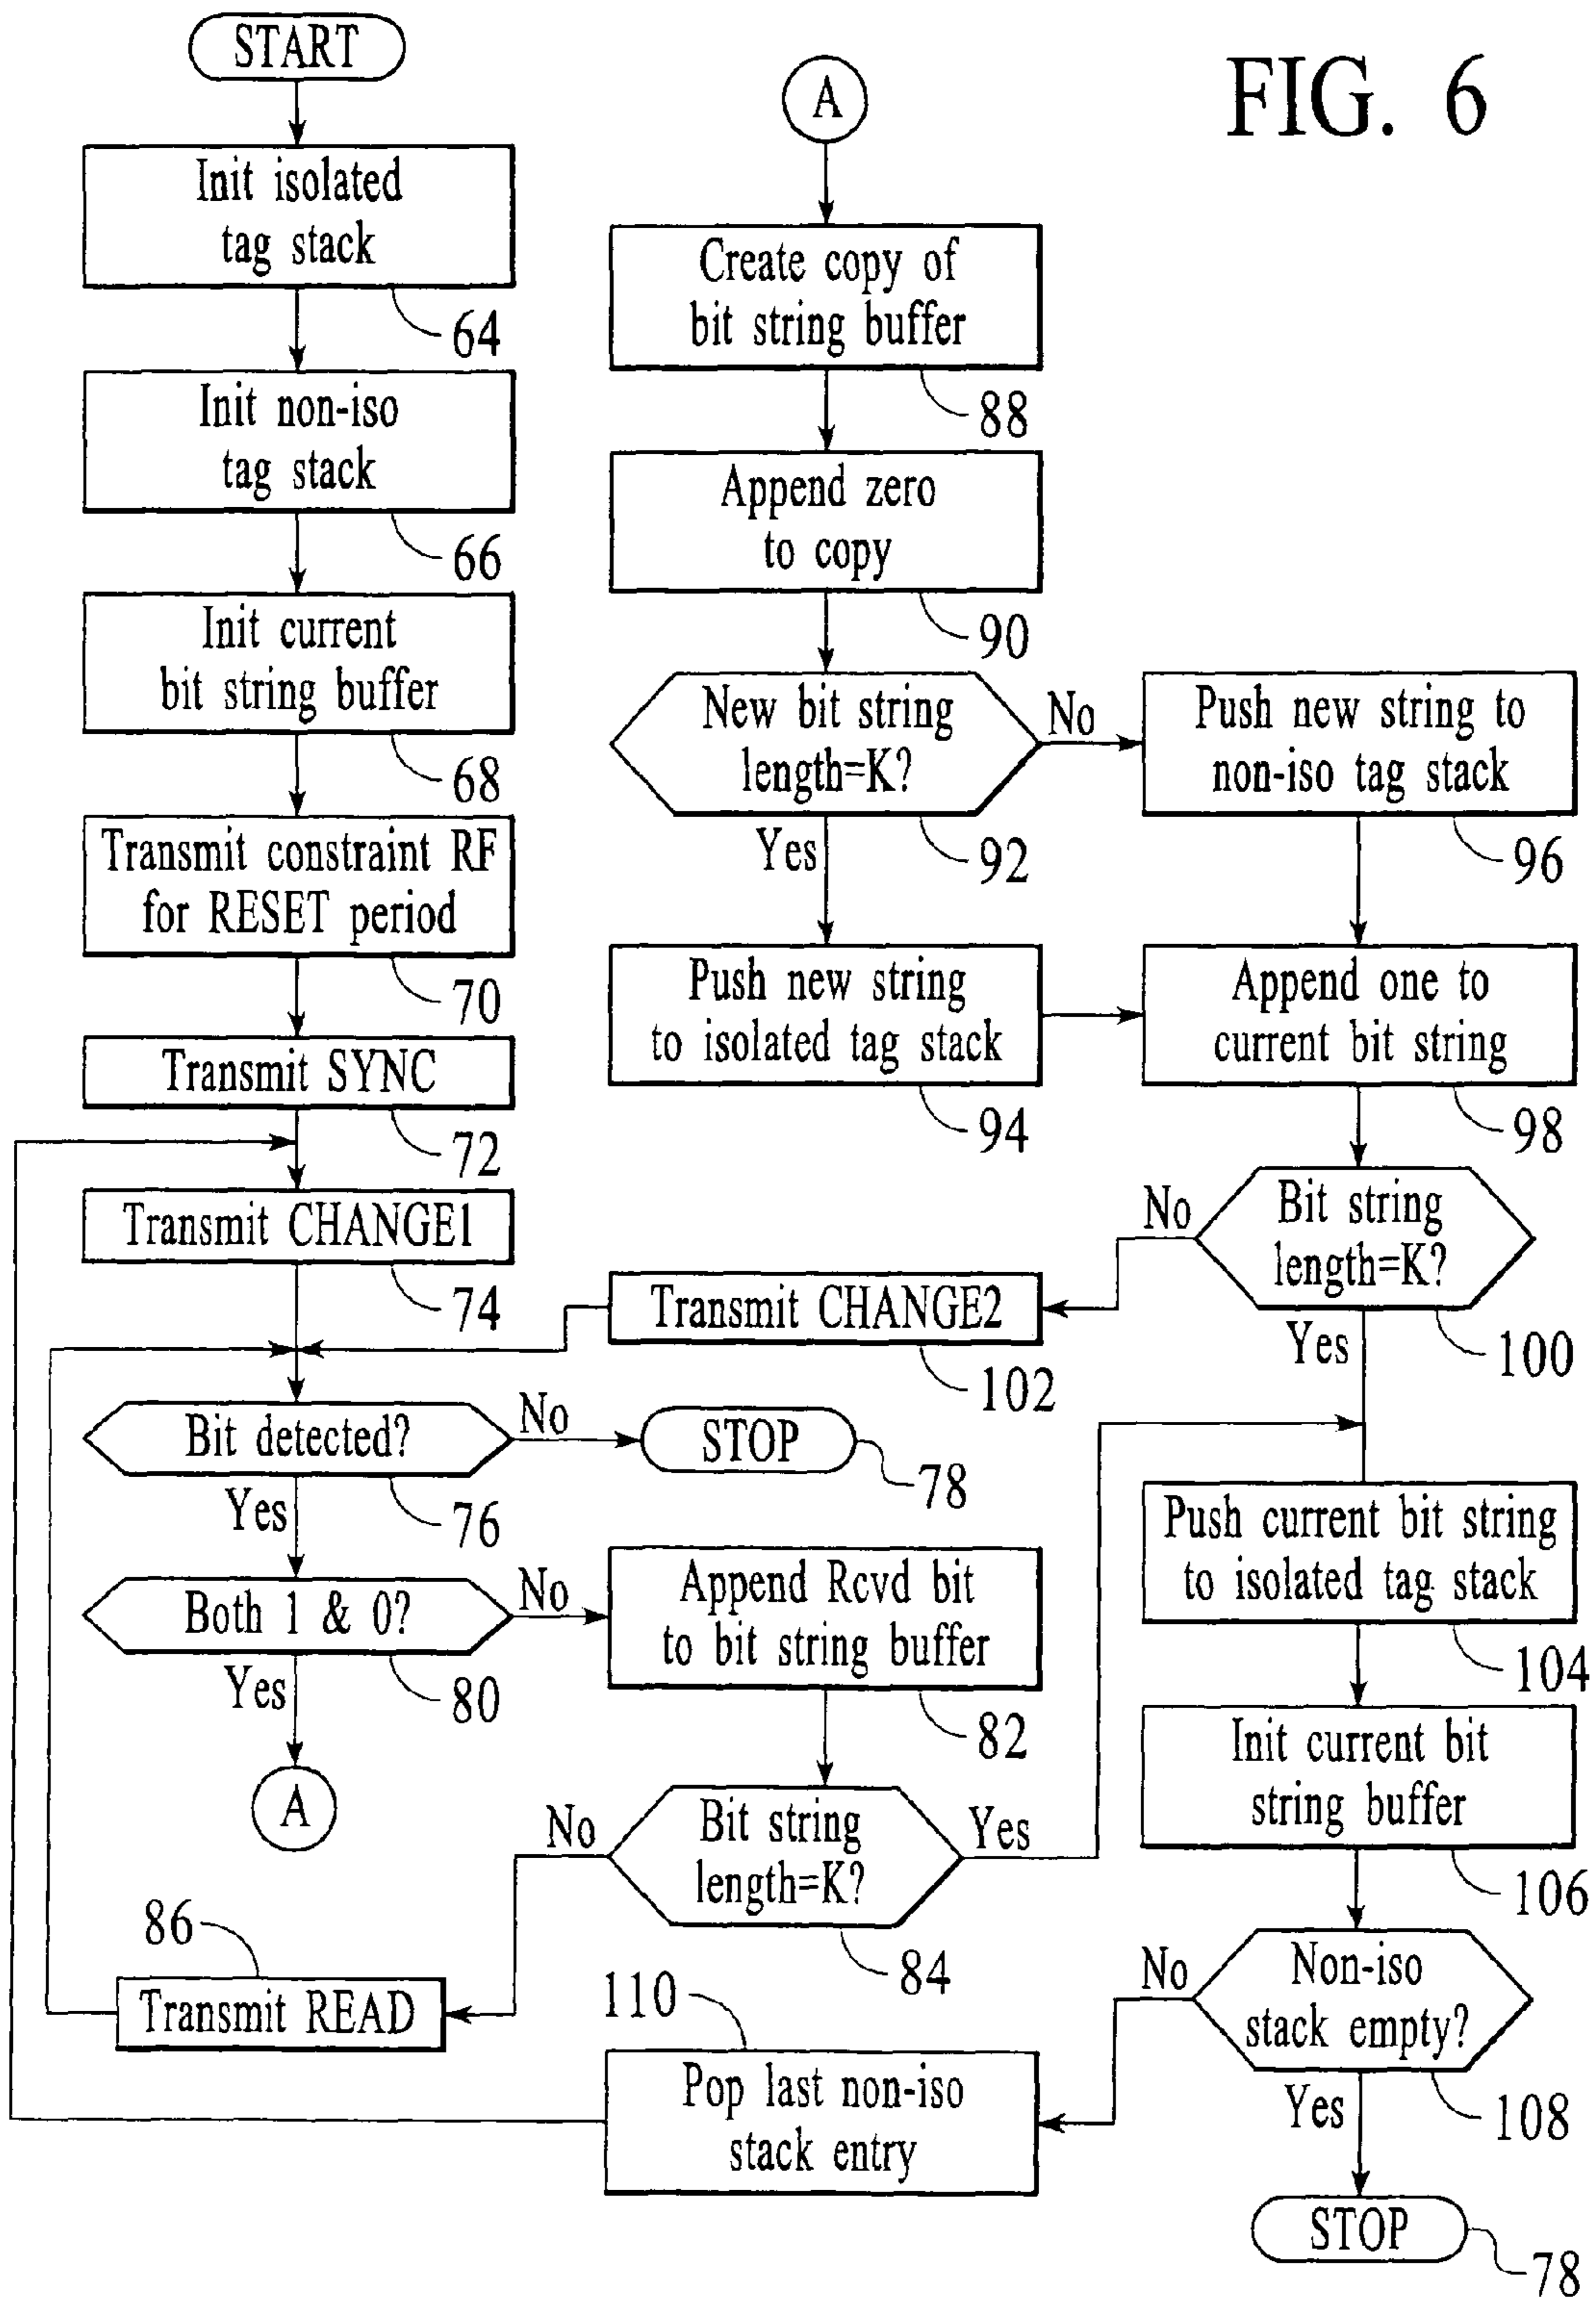 FIG. 6
START
Init isolated
tag stack
64
Init non-iso
tag stack
66
Init current
bit string buffer
68
Transmit constraint RF
for RESET period
70
Transmit SYNC
72
Transmit CHANGE1
74
Bit detected?
76
No
STOP
78
Yes
Both 1 & 0?
80
No
Yes
A
Append Rcvd bit
to bit string buffer
82
Bit string
length=K?
84
No
Yes
86
Transmit READ
A
Create copy of
bit string buffer
88
Append zero
to copy
90
New bit string
length=K?
92
No
Yes
Push new string
to isolated tag stack
94
Push new string to
non-iso tag stack
96
Append one to
current bit string
98
Bit string
length=K?
100
No
Transmit CHANGE2
102
Yes
Push current bit string
to isolated tag stack
104
Init current bit
string buffer
106
Non-iso
stack empty?
108
No
110
Pop last non-iso
stack entry
Yes
STOP
78